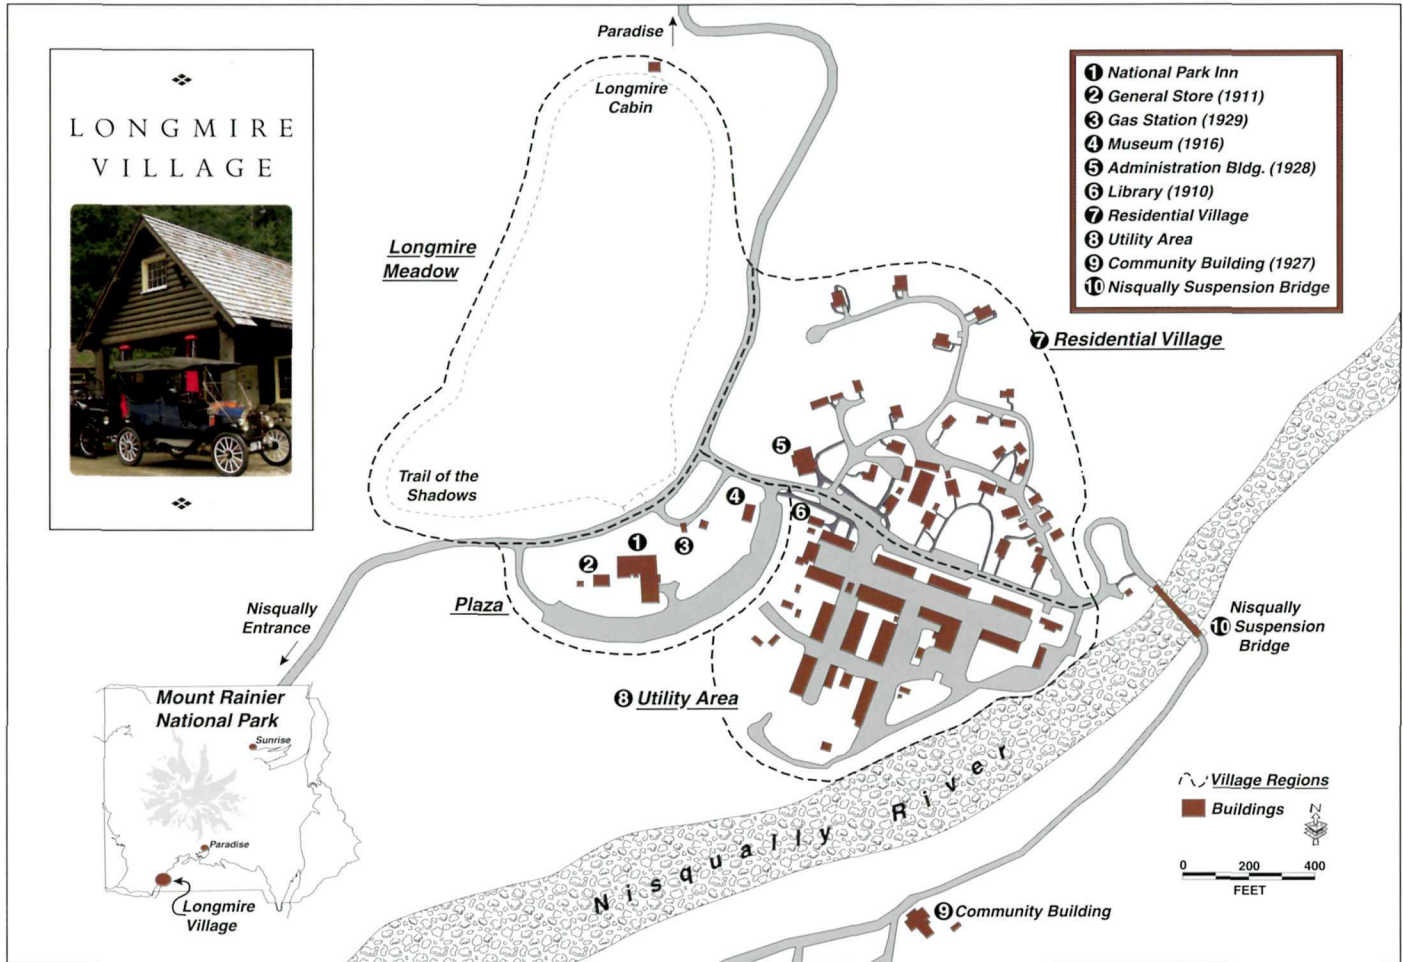 LONGMIRE
VILLAGE
Paradise
Longmire
Cabin
Longmire
Meadow
Trail of the
Shadows
1 National Park Inn
2 General Store (1911)
3 Gas Station (1929)
4 Museum (1916)
5 Administration Bldg. (1928)
6 Library (1910)
7 Residential Village
8 Utility Area
9 Community Building (1927)
10 Nisqually Suspension Bridge
7 Residential Village
5
4
6
1
3
2
Plaza
Nisqually
Entrance
8 Utility Area
Nisqually
10 Suspension
Bridge
Nisqually River
9 Community Building
Mount Rainier
National Park
Sunrise
Paradise
Longmire
Village
Village Regions
Buildings
N
0 200 400
FEET